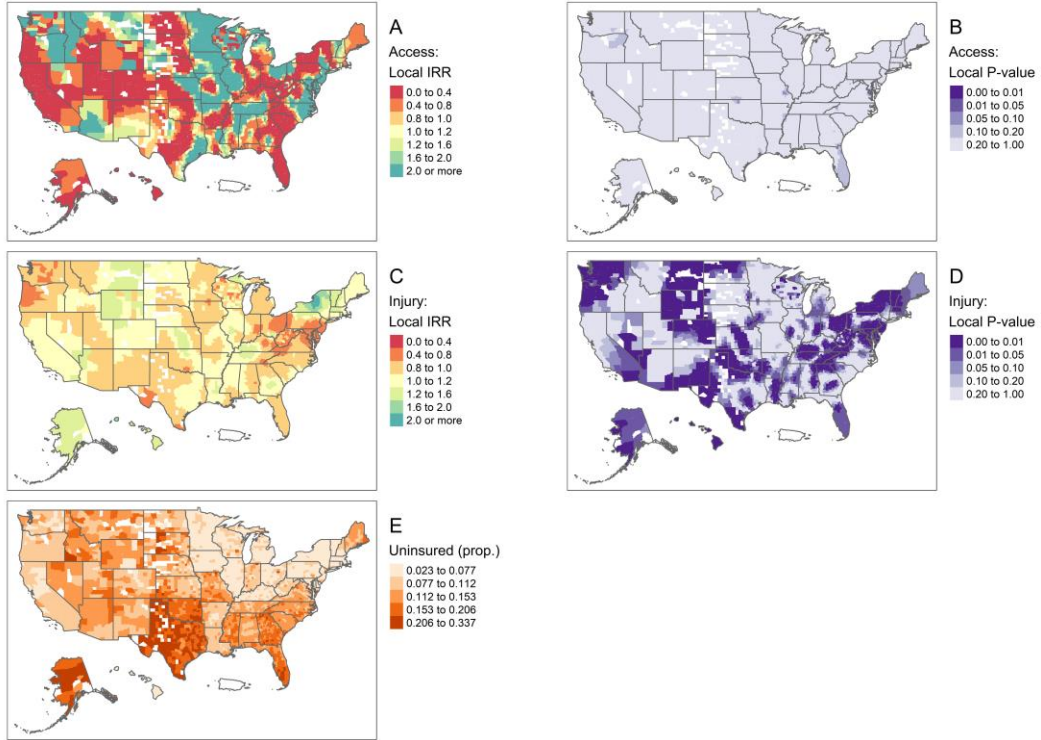 A
Access:
Local IRR
0.0 to 0.4
0.4 to 0.8
0.8 to 1.0
1.0 to 1.2
1.2 to 1.6
1.6 to 2.0
2.0 or more
B
Access:
Local P-value
0.00 to 0.01
0.01 to 0.05
0.05 to 0.10
0.10 to 0.20
0.20 to 1.00
C
Injury:
Local IRR
0.0 to 0.4
0.4 to 0.8
0.8 to 1.0
1.0 to 1.2
1.2 to 1.6
1.6 to 2.0
2.0 or more
D
Injury:
Local P-value
0.00 to 0.01
0.01 to 0.05
0.05 to 0.10
0.10 to 0.20
0.20 to 1.00
E
Uninsured (prop.)
0.023 to 0.077
0.077 to 0.112
0.112 to 0.153
0.153 to 0.206
0.206 to 0.337